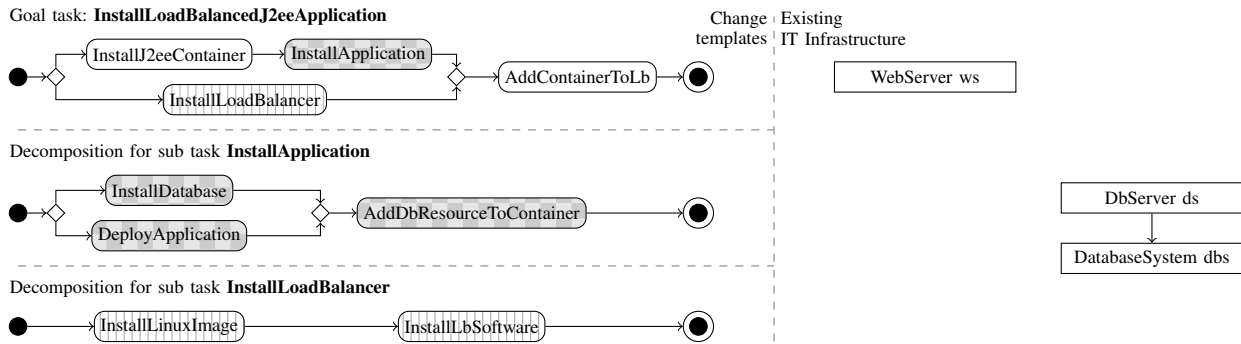 Goal task: InstallLoadBalancedJ2eeApplication
Change templates
Existing IT Infrastructure
InstallJ2eeContainer
InstallApplication
InstallLoadBalancer
AddContainerToLb
WebServer ws
Decomposition for sub task InstallApplication
InstallDatabase
DeployApplication
AddDbResourceToContainer
DbServer ds
DatabaseSystem dbs
Decomposition for sub task InstallLoadBalancer
InstallLinuxImage
InstallLbSoftware